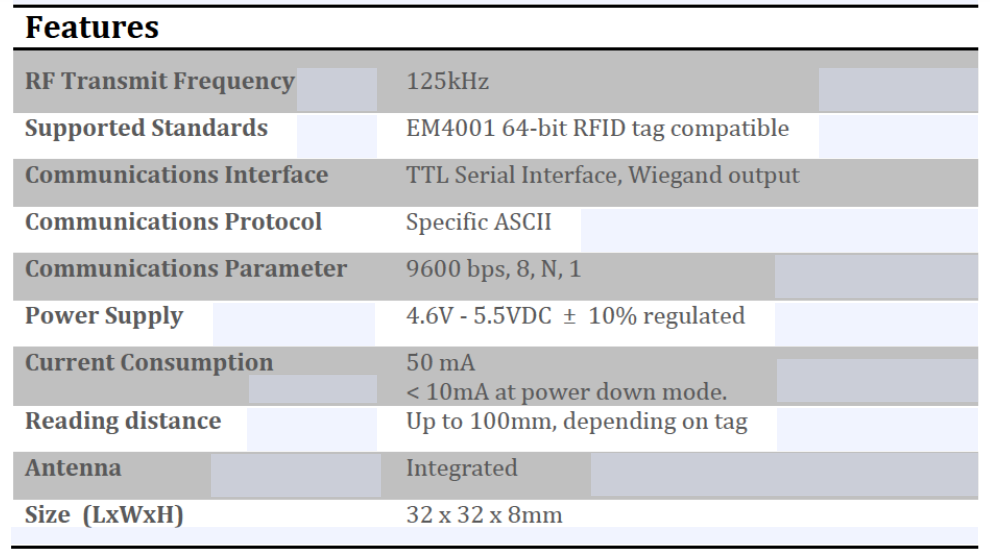 Features
RF Transmit Frequency 125kHz
Supported Standards EM4001 64-bit RFID tag compatible
Communications Interface TTL Serial Interface, Wiegand output
Communications Protocol Specific ASCII
Communications Parameter 9600 bps, 8, N, 1
Power Supply 4.6V - 5.5VDC ± 10% regulated
Current Consumption 50 mA
< 10mA at power down mode.
Reading distance Up to 100mm, depending on tag
Antenna Integrated
Size (LxWxH) 32 x 32 x 8mm